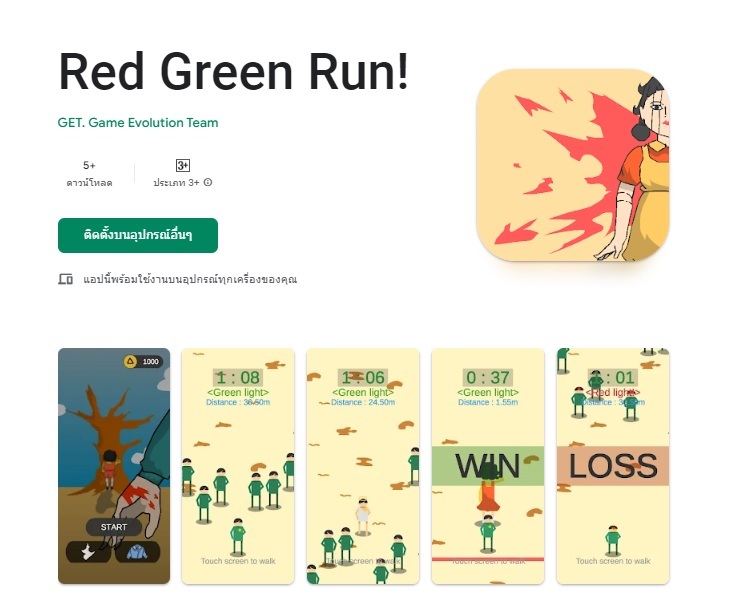 Red Green Run!
GET. Game Evolution Team
5+
ดาวน์โหลด
3+
ประเภท 3+
ติดตั้งบนอุปกรณ์อื่นๆ
แอปนี้พร้อมใช้งานบนอุปกรณ์ทุกเครื่องของคุณ
1000
START
1 : 08
<Green light>
Distance : 36.50m
Touch screen to walk
1 : 06
<Green light>
Distance : 24.50m
Touch screen to walk
0 : 37
<Green light>
Distance : 1.55m
WIN
Touch screen to walk
: 01
<Red light>
Distance :
LOSS
Touch screen to walk